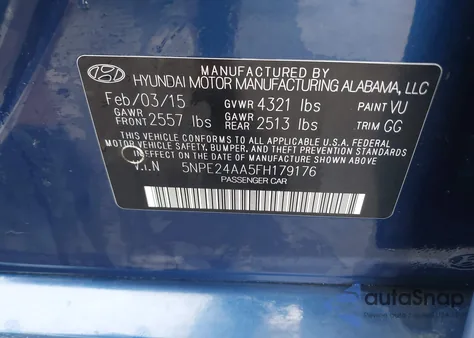 MANUFACTURED BY
HYUNDAI MOTOR MANUFACTURING ALABAMA, LLC
Feb/03/15 GVWR 4321 lbs PAINT VU
GAWR FRONT 2557 lbs GAWR REAR 2513 lbs TRIM GG
THIS VEHICLE CONFORMS TO ALL APPLICABLE U.S.A. FEDERAL
MOTOR VEHICLE SAFETY, BUMPER, AND THEFT PREVENTION STANDARDS
IN EFFECT ON THE DATE OF MANUFACTURE SHOWN ABOVE.
V.I.N 5NPE24AA5FH179176
PASSENGER CAR
autoSnap